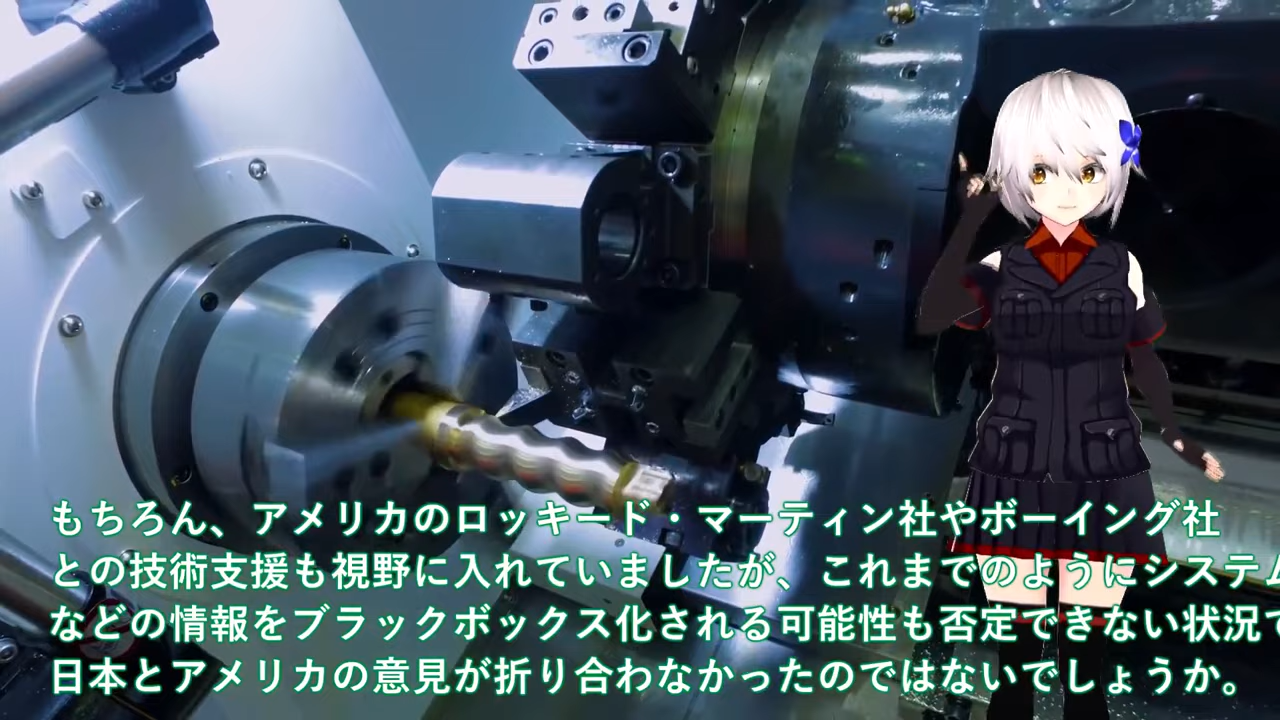 もちろん、アメリカのロッキード・マーティン社やボーイング社
との技術支援も視野に入れていましたが、これまでのようにシステム
などの情報をブラックボックス化される可能性も否定できない状況で
日本とアメリカの意見が折り合わなかったのではないでしょうか。